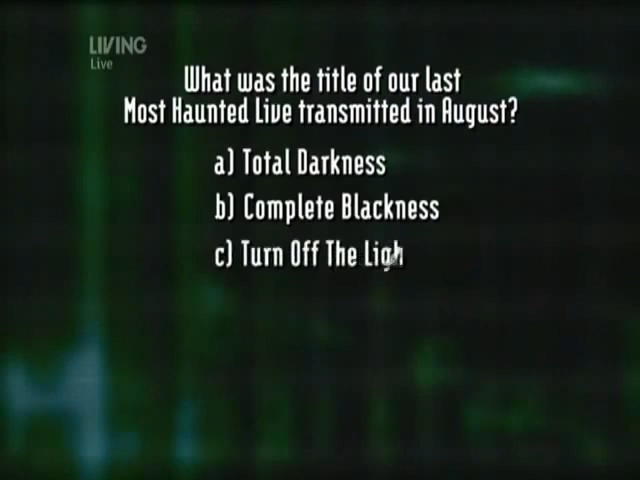 LIVING
Live
What was the title of our last
Most Haunted Live transmitted in August?
a) Total Darkness
b) Complete Blackness
c) Turn Off The Ligh